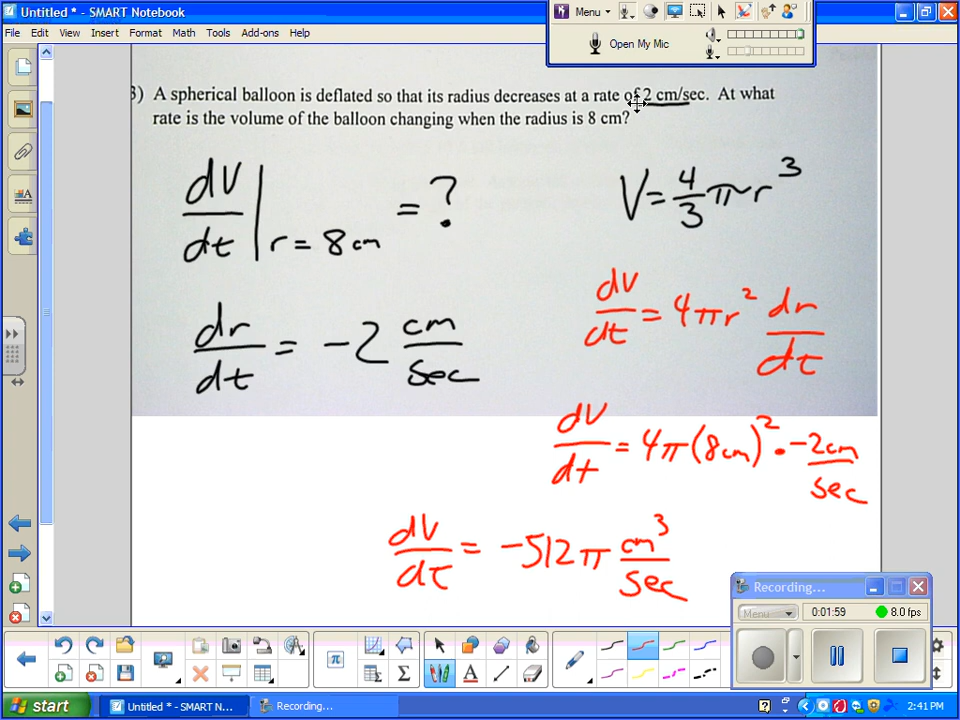 Untitled * - SMART Notebook
Menu
File Edit View Insert Format Math Tools Add-ons Help
Open My Mic
3) A spherical balloon is deflated so that its radius decreases at a rate of 2 cm/sec. At what
rate is the volume of the balloon changing when the radius is 8 cm?
dV/dt | r = 8cm = ?
V = 4/3 πr³
dV/dt = 4πr² dr/dt
dr/dt = -2 cm/sec
dV/dt = 4π(8cm)² • -2cm/sec
dV/dt = -512π cm³/sec
Recording...
Menu
0:01:59
8.0 fps
π
Σ
A
start
Untitled * - SMART N...
Recording...
2:41 PM